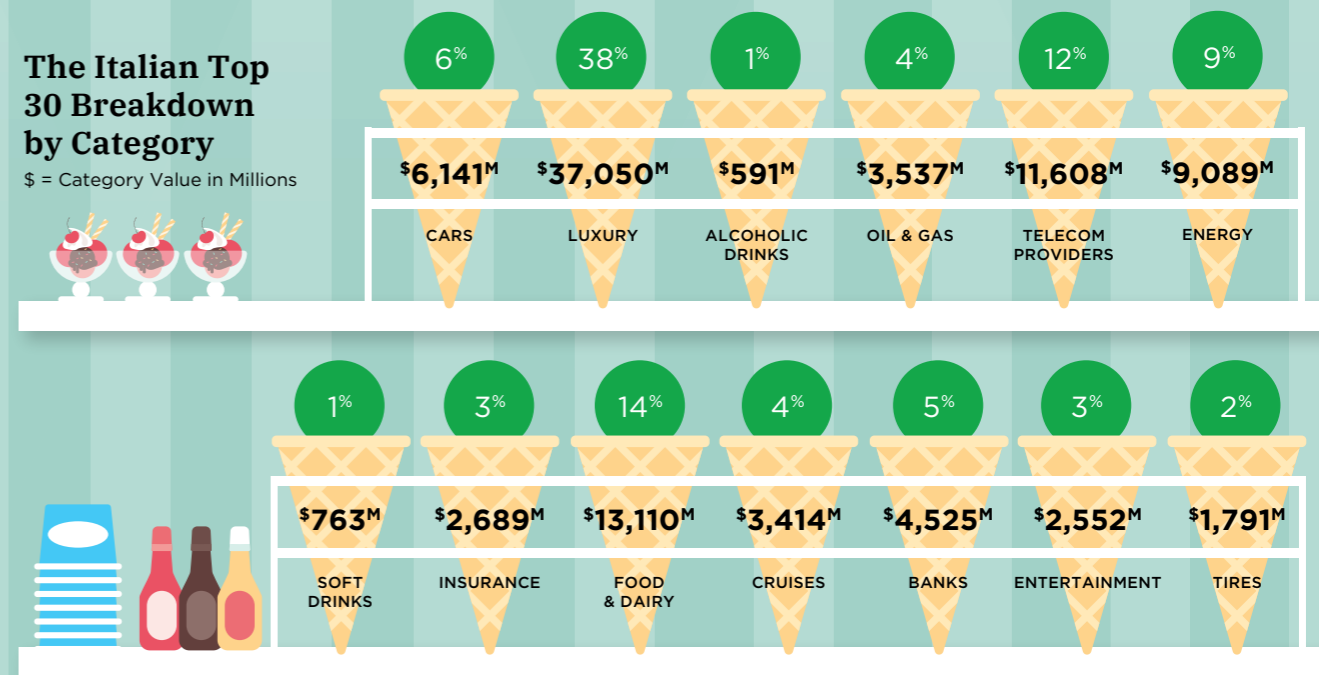 The Italian Top
30 Breakdown
by Category
$ = Category Value in Millions
6% 38% 1% 4% 12% 9%
$6,141M $37,050M $591M $3,537M $11,608M $9,089M
CARS LUXURY ALCOHOLIC OIL & GAS TELECOM ENERGY
DRINKS PROVIDERS
1% 3% 14% 4% 5% 3% 2%
$763M $2,689M $13,110M $3,414M $4,525M $2,552M $1,791M
SOFT INSURANCE FOOD CRUISES BANKS ENTERTAINMENT TIRES
DRINKS & DAIRY